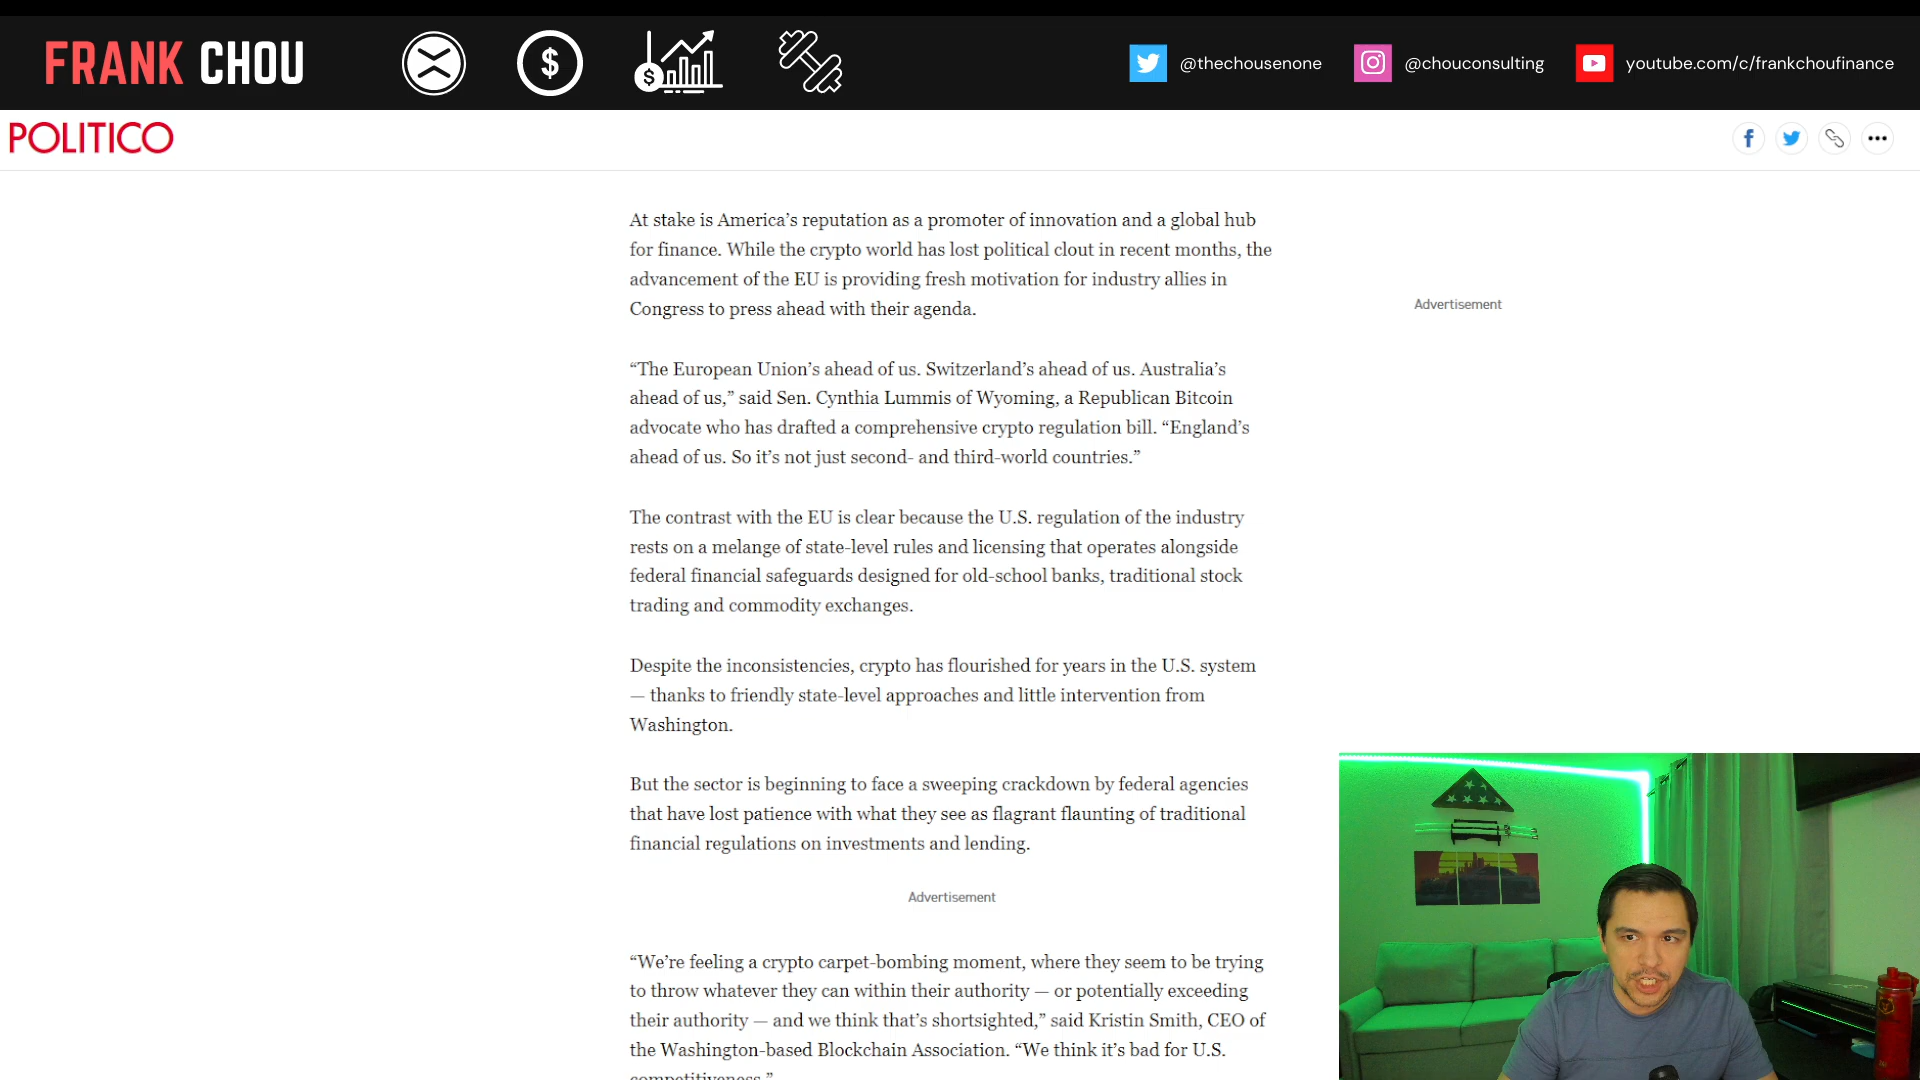 FRANK CHOU
@thechousenone
@chouconsulting
youtube.com/c/frankchoufinance
POLITICO
At stake is America’s reputation as a promoter of innovation and a global hub
for finance. While the crypto world has lost political clout in recent months, the
advancement of the EU is providing fresh motivation for industry allies in
Congress to press ahead with their agenda.
Advertisement
“The European Union’s ahead of us. Switzerland’s ahead of us. Australia’s
ahead of us,” said Sen. Cynthia Lummis of Wyoming, a Republican Bitcoin
advocate who has drafted a comprehensive crypto regulation bill. “England’s
ahead of us. So it’s not just second- and third-world countries.”
The contrast with the EU is clear because the U.S. regulation of the industry
rests on a melange of state-level rules and licensing that operates alongside
federal financial safeguards designed for old-school banks, traditional stock
trading and commodity exchanges.
Despite the inconsistencies, crypto has flourished for years in the U.S. system
— thanks to friendly state-level approaches and little intervention from
Washington.
But the sector is beginning to face a sweeping crackdown by federal agencies
that have lost patience with what they see as flagrant flaunting of traditional
financial regulations on investments and lending.
Advertisement
“We’re feeling a crypto carpet-bombing moment, where they seem to be trying
to throw whatever they can within their authority — or potentially exceeding
their authority — and we think that’s shortsighted,” said Kristin Smith, CEO of
the Washington-based Blockchain Association. “We think it’s bad for U.S.
competitiveness.”